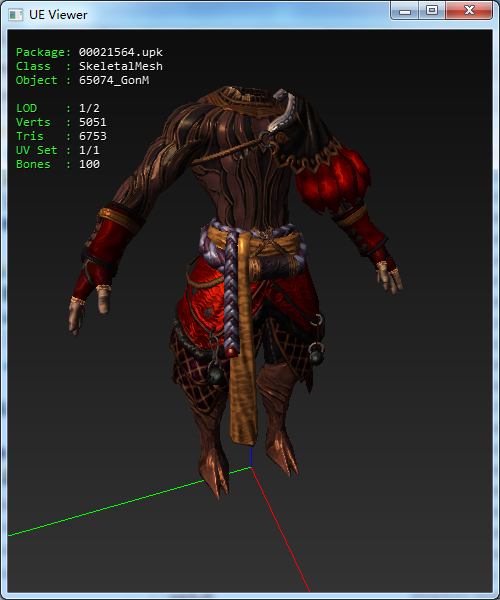 UE Viewer
Package: 00021564.upk
Class : SkeletalMesh
Object : 65074_GonM
LOD : 1/2
Verts : 5051
Tris : 6753
UV Set : 1/1
Bones : 100